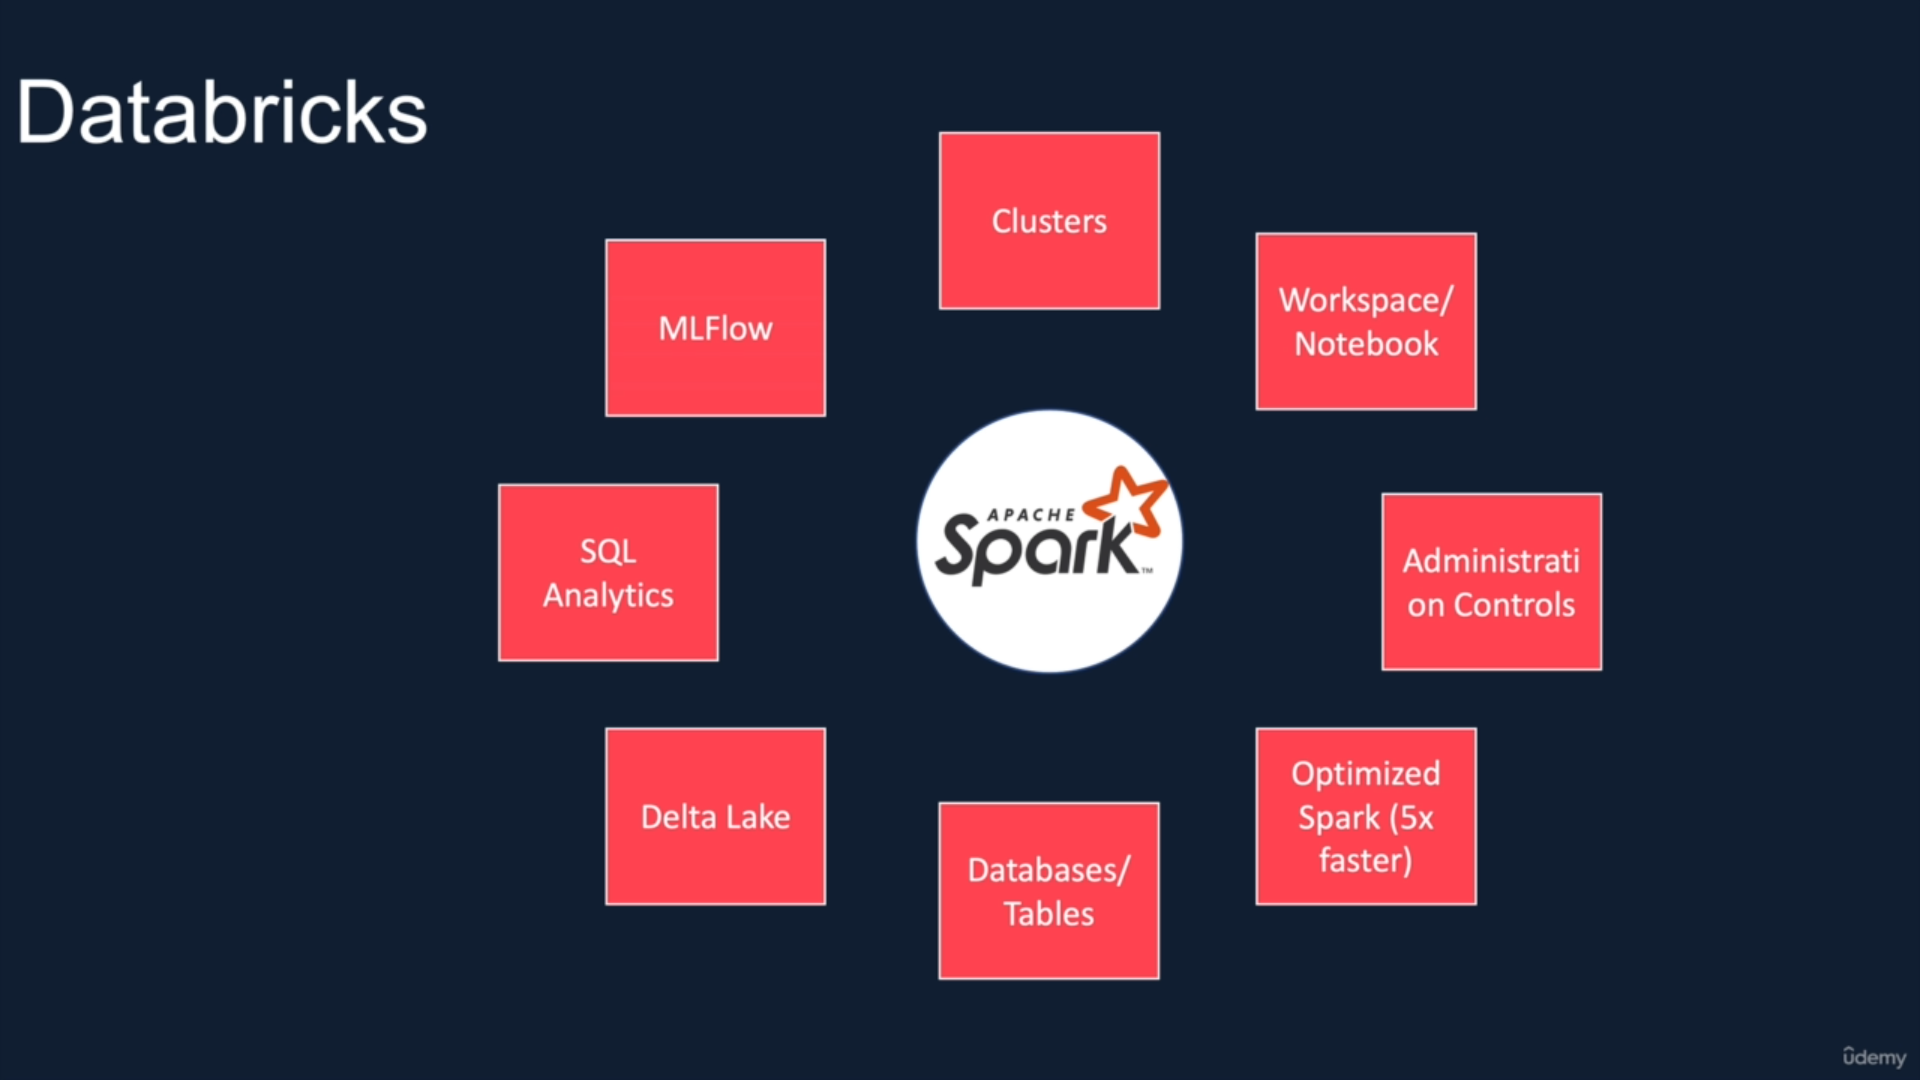 Databricks
Clusters
Workspace/
Notebook
Administrati
on Controls
Optimized
Spark (5x
faster)
Databases/
Tables
Delta Lake
SQL
Analytics
MLFlow
APACHE
Spark™
ûdemy